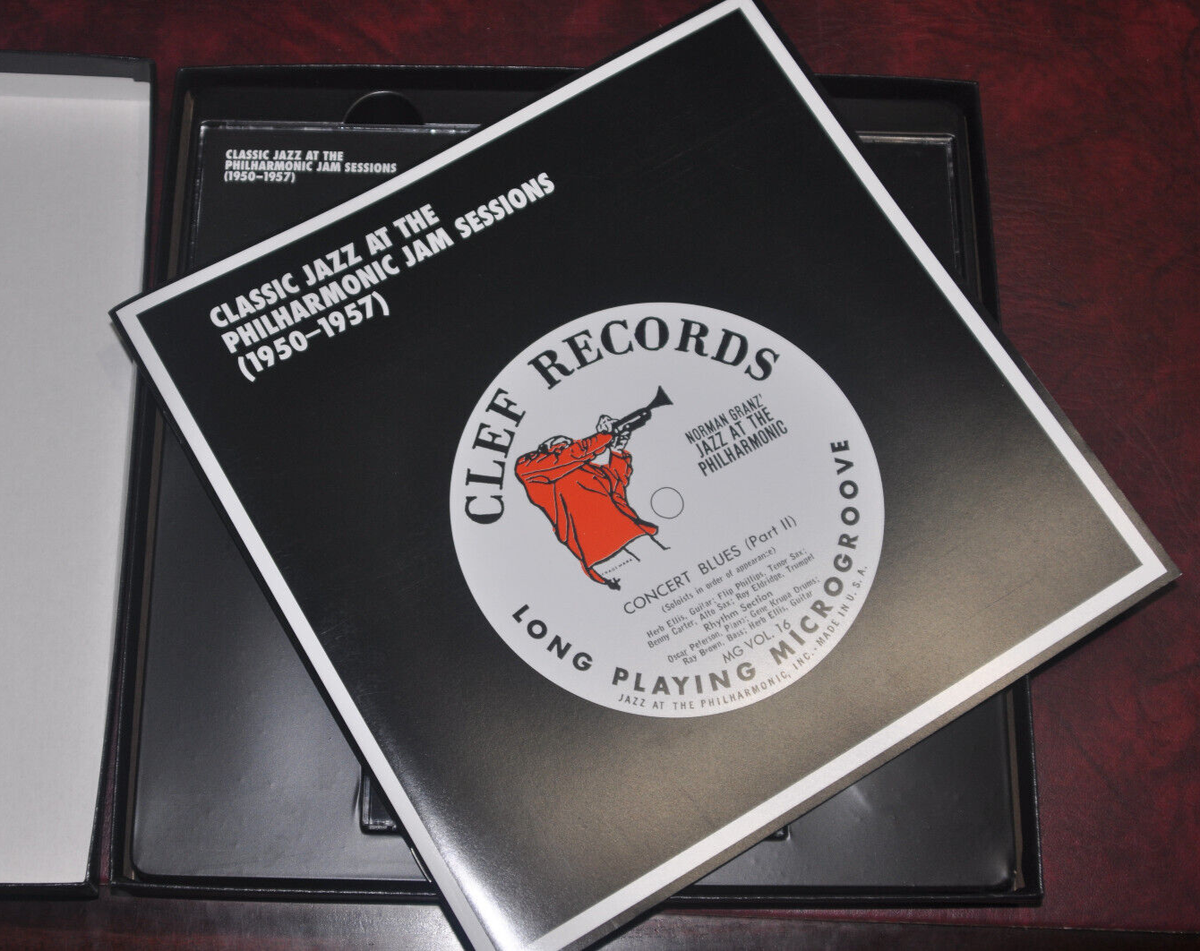 CLASSIC JAZZ AT THE
PHILHARMONIC JAM SESSIONS
(1950–1957)
CLASSIC JAZZ AT THE
PHILHARMONIC JAM SESSIONS
(1950–1957)
CLEF RECORDS
NORMAN GRANZ'
JAZZ AT THE
PHILHARMONIC
TRADE MARK
CONCERT BLUES (Part II)
(Soloists in order of appearance)
Herb Ellis, Guitar; Flip Phillips, Tenor Sax;
Benny Carter, Alto Sax; Roy Eldridge, Trumpet
Rhythm Section
Oscar Peterson, Piano; Gene Krupa Drums;
Ray Brown, Bass; Herb Ellis, Guitar
MG VOL. 16
LONG PLAYING MICROGROOVE
JAZZ AT THE PHILHARMONIC, INC. • MADE IN U. S. A.